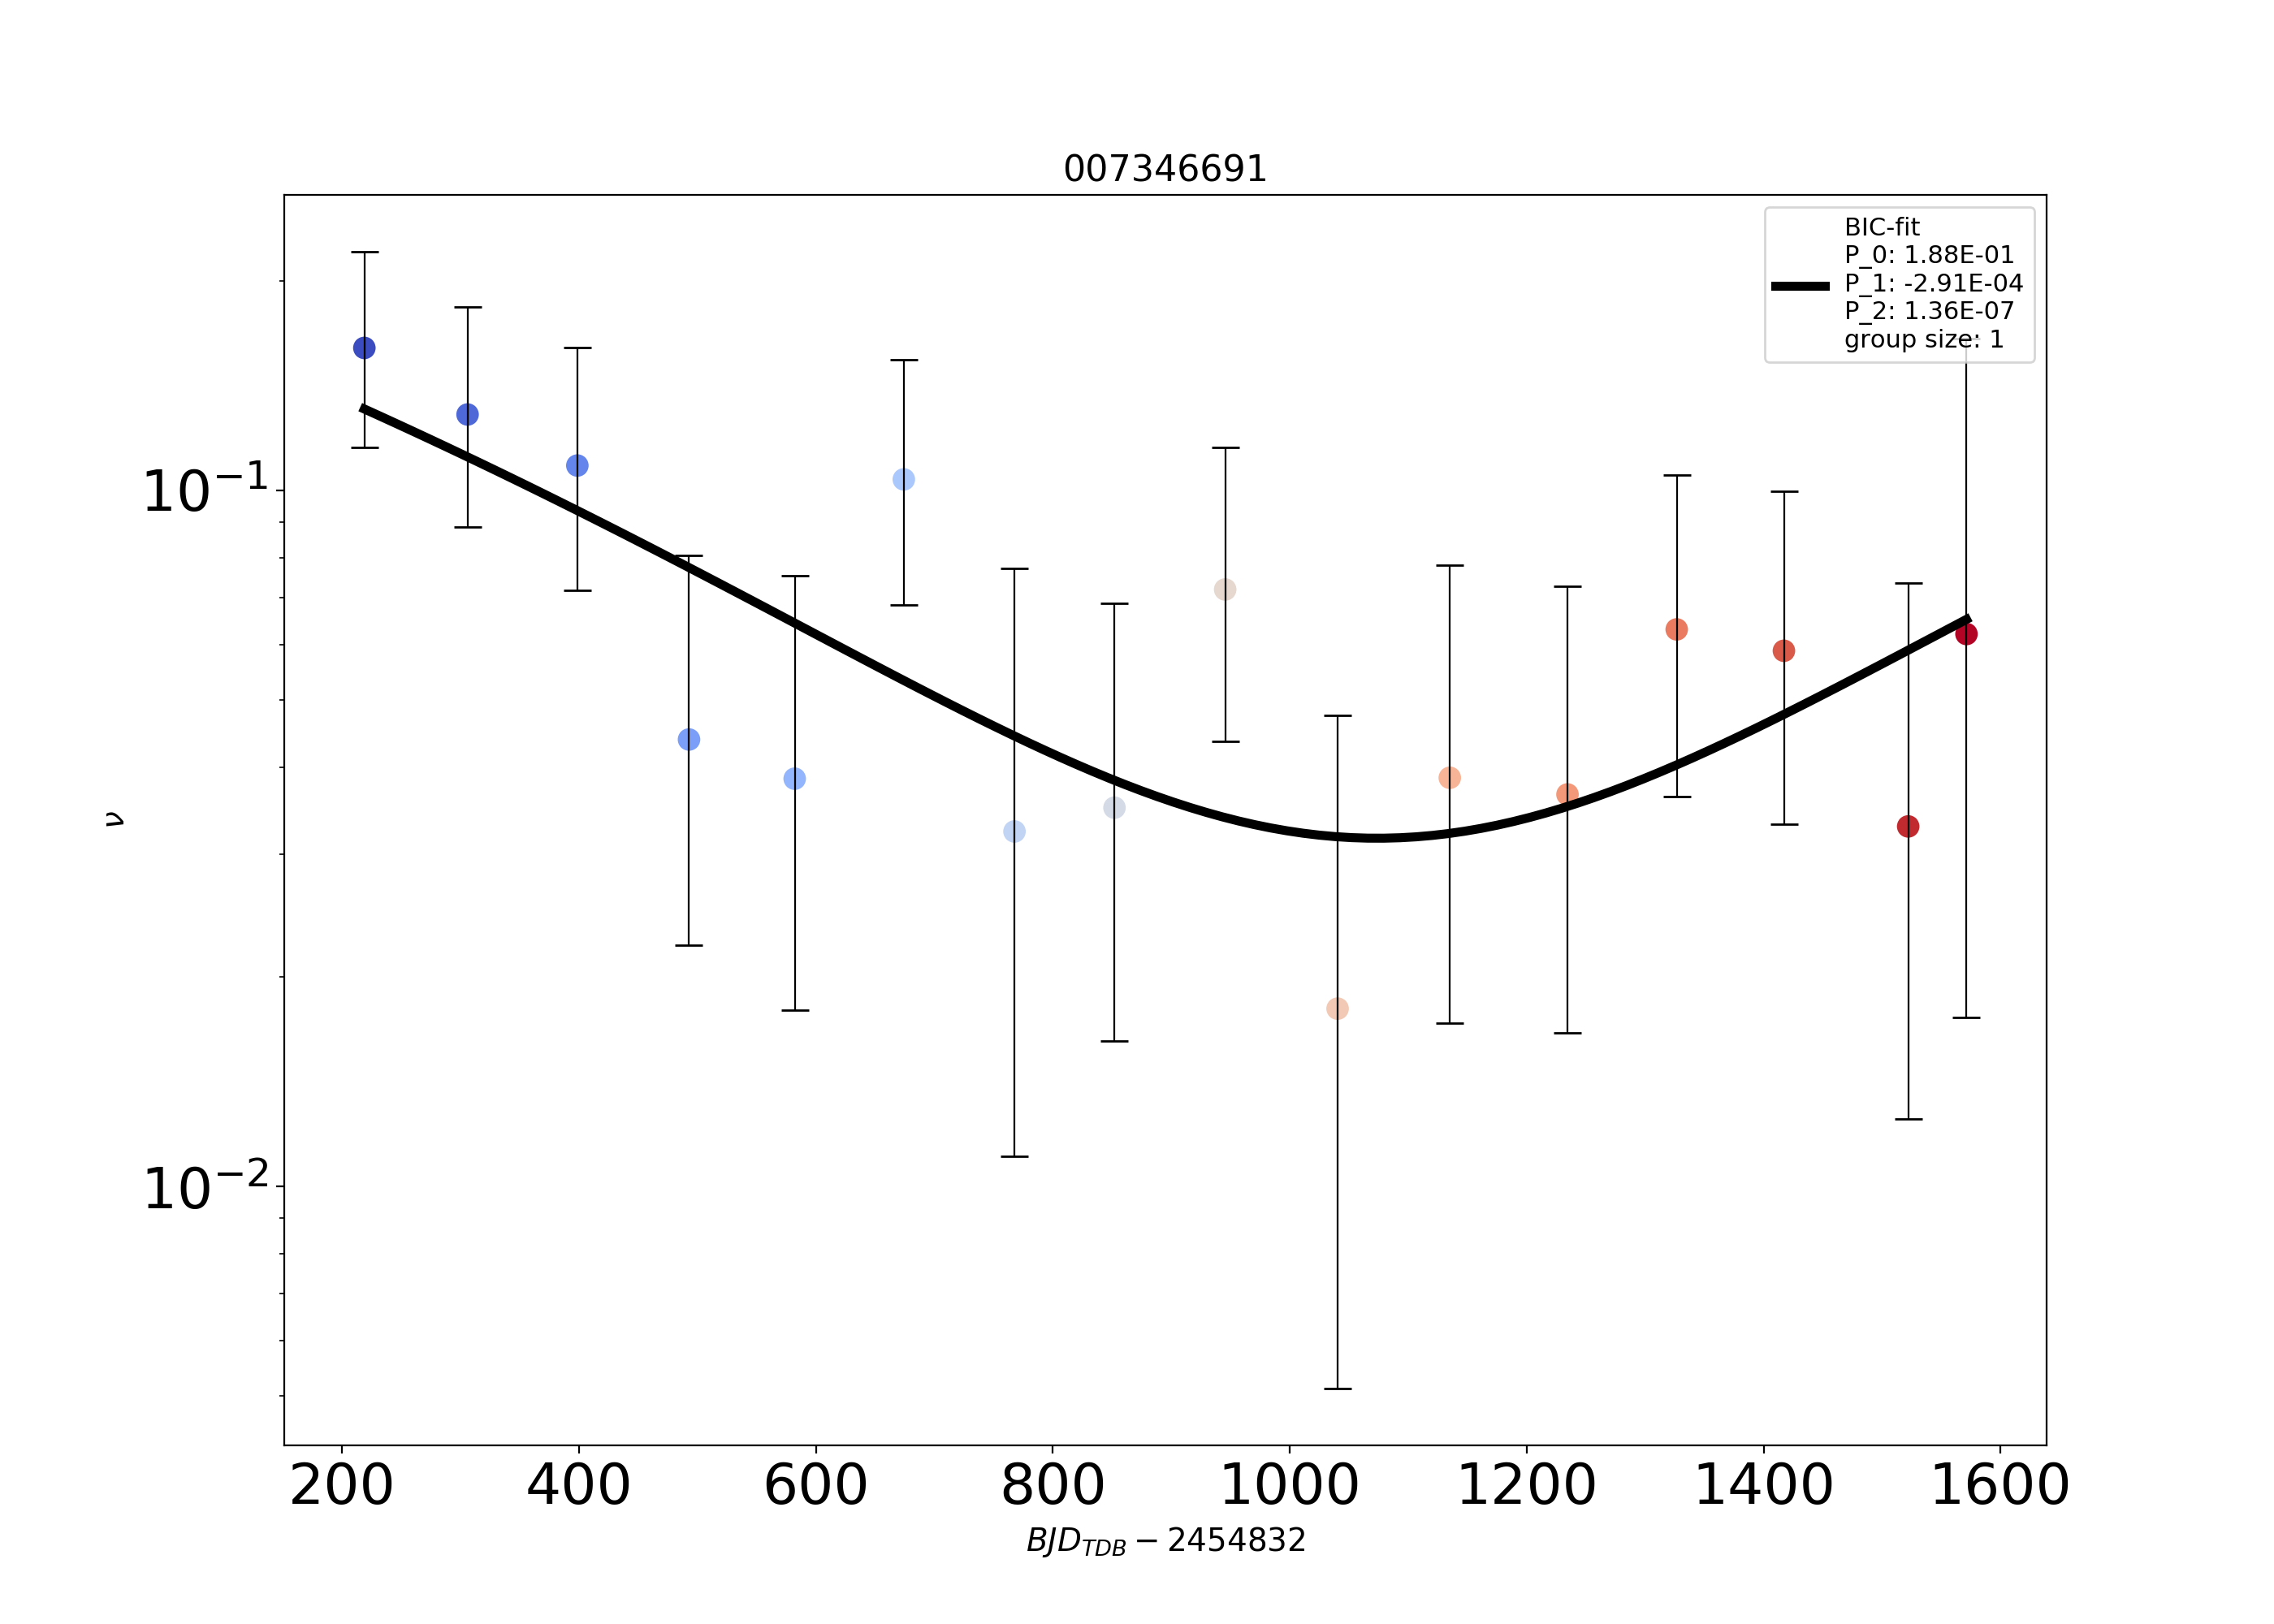 007346691
BIC-fit
P_0: 1.88E-01
P_1: -2.91E-04
P_2: 1.36E-07
group size: 1
10⁻¹
10⁻²
ν
200 400 600 800 1000 1200 1400 1600
BJD_TDB − 2454832